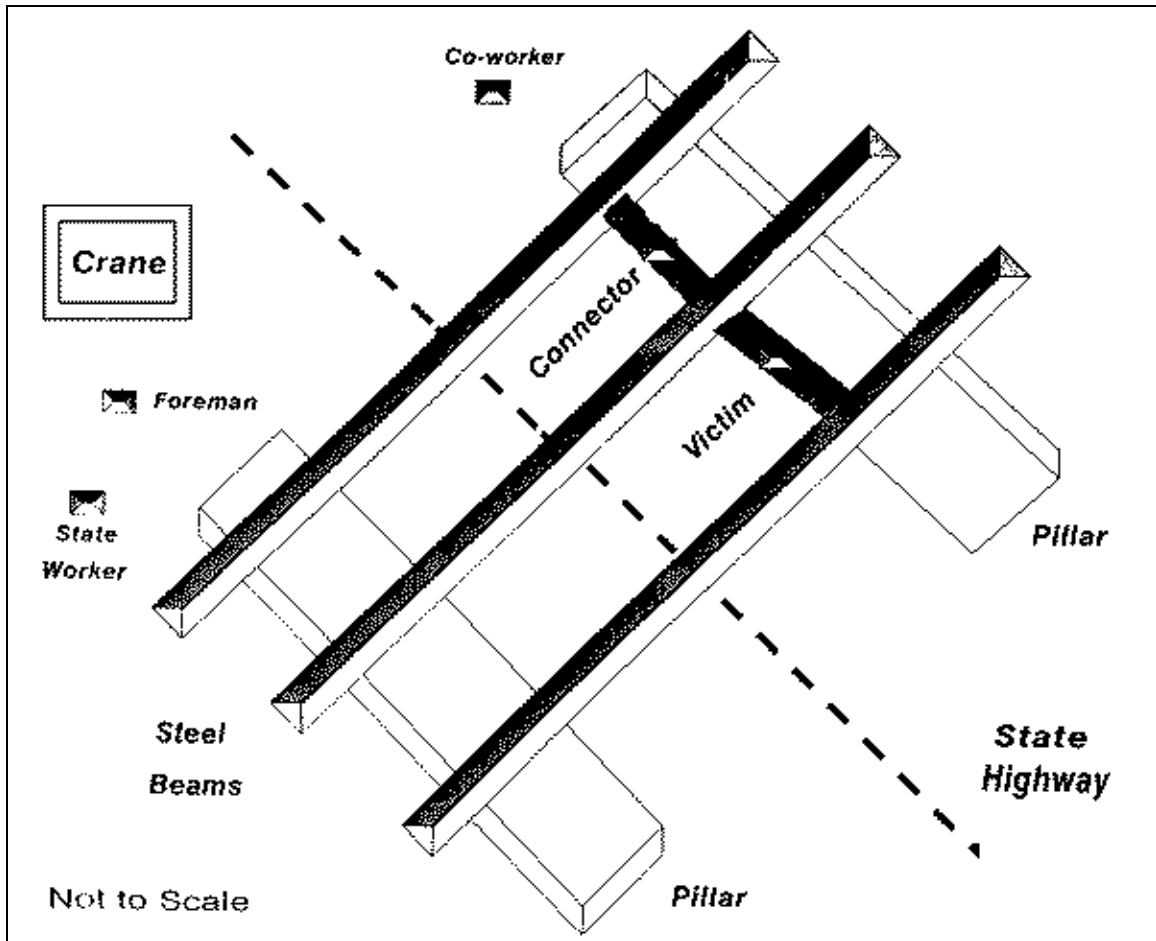 Co-worker
Crane
Connector
Foreman
Victim
State
Worker
Pillar
Steel
Beams
State
Highway
Not to Scale
Pillar